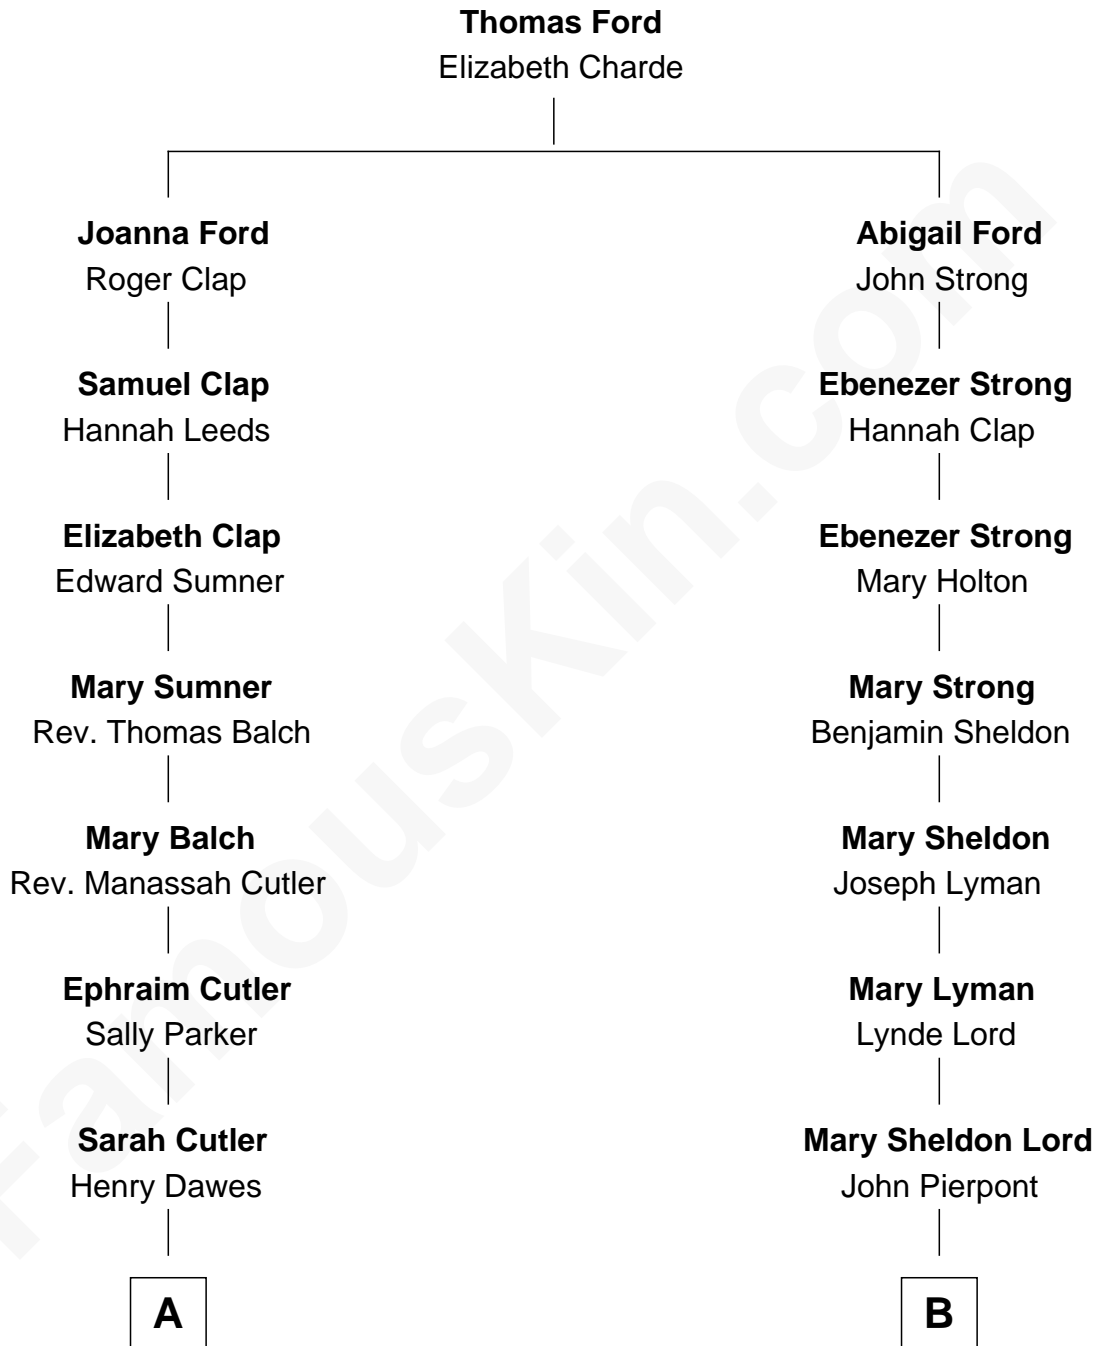 Thomas Ford
Elizabeth Charde
Joanna Ford
Roger Clap
Abigail Ford
John Strong
Samuel Clap
Hannah Leeds
Ebenezer Strong
Hannah Clap
Elizabeth Clap
Edward Sumner
Ebenezer Strong
Mary Holton
Mary Sumner
Rev. Thomas Balch
Mary Strong
Benjamin Sheldon
Mary Balch
Rev. Manassah Cutler
Mary Sheldon
Joseph Lyman
Ephraim Cutler
Sally Parker
Mary Lyman
Lynde Lord
Sarah Cutler
Henry Dawes
Mary Sheldon Lord
John Pierpont
A
B
FamousKin.com